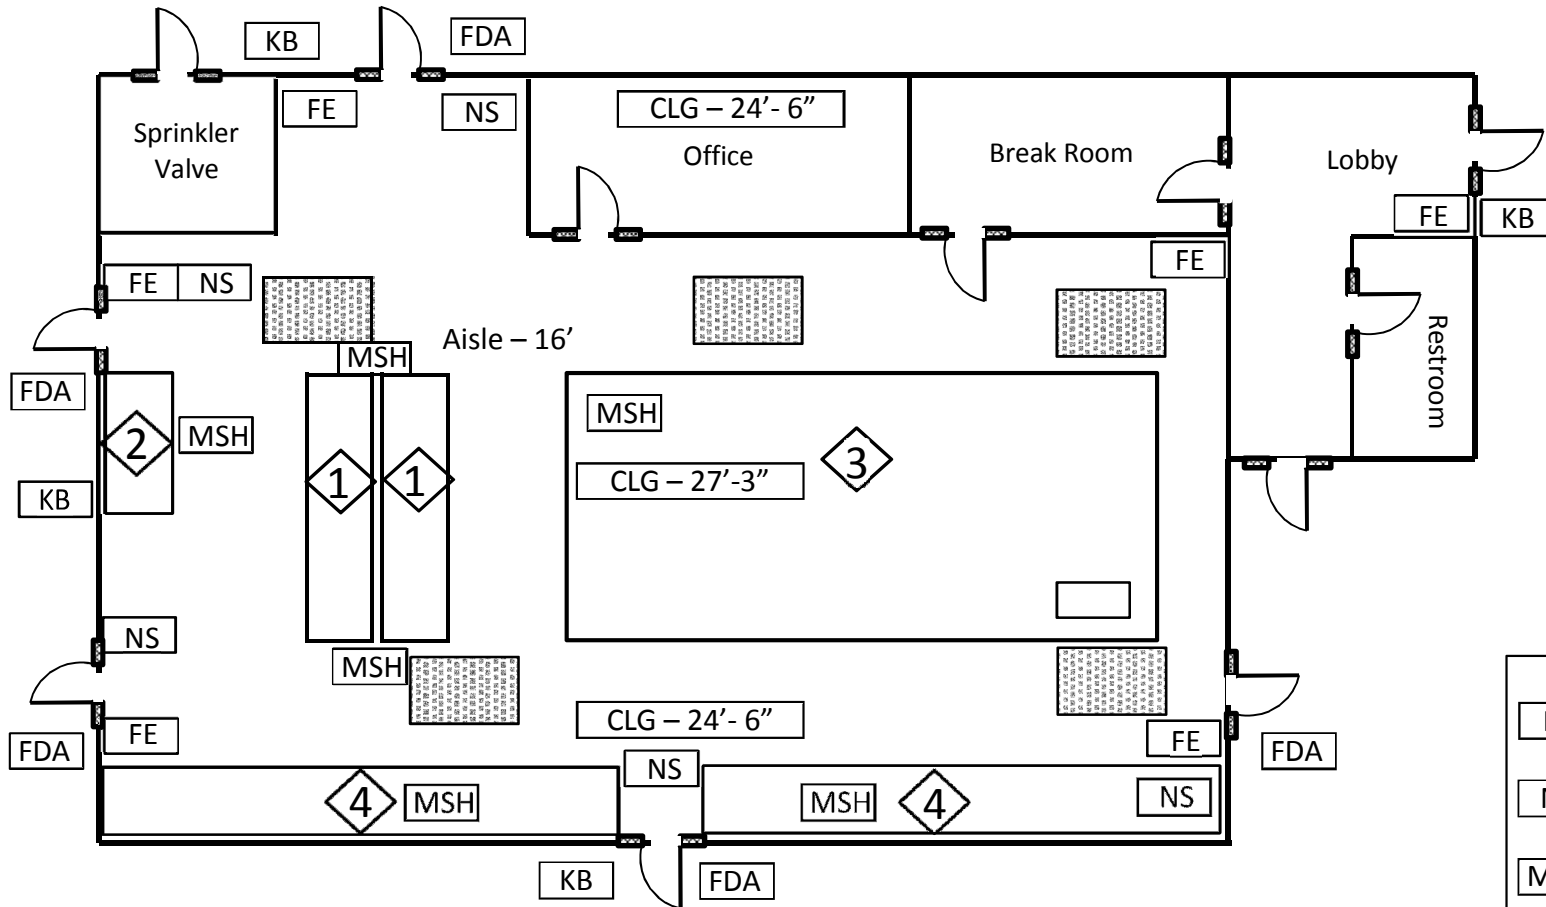 KB
FDA
FE
NS
CLG – 24’- 6”
Sprinkler
Valve
Office
Break Room
Lobby
FE
KB
FE
FE
NS
Aisle – 16’
MSH
Restroom
FDA
MSH
2
MSH
3
1
1
CLG – 27’-3”
KB
NS
MSH
CLG – 24’- 6”
FE
FE
FDA
FDA
NS
4
MSH
MSH
4
NS
KB
FDA